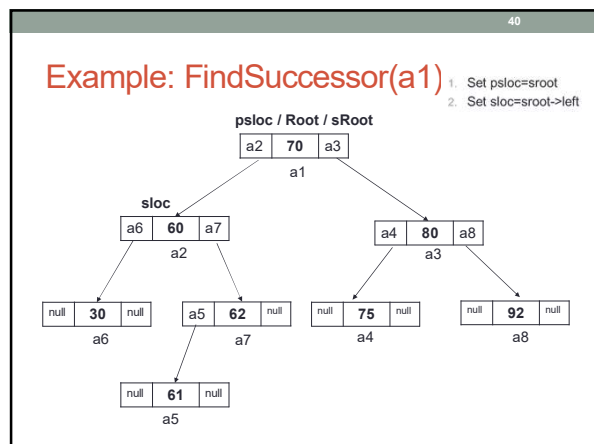 40
Example: FindSuccessor(a1)
1. Set psloc=sroot
2. Set sloc=sroot->left
psloc / Root / sRoot
a2 70 a3
a1
sloc
a6 60 a7
a2
a4 80 a8
a3
null 30 null
a6
a5 62 null
a7
null 75 null
a4
null 92 null
a8
null 61 null
a5